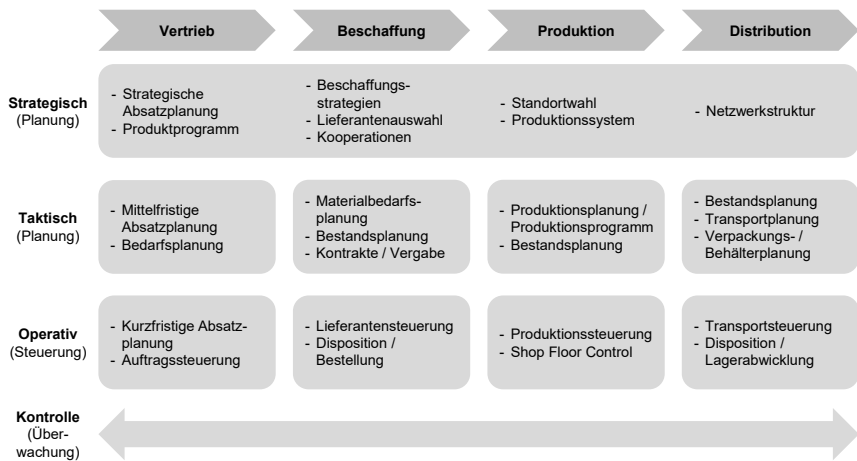 Vertrieb
Beschaffung
Produktion
Distribution
Strategisch
(Planung)
- Strategische
Absatzplanung
- Produktprogramm
- Beschaffungs-
strategien
- Lieferantenauswahl
- Kooperationen
- Standortwahl
- Produktionssystem
- Netzwerkstruktur
Taktisch
(Planung)
- Mittelfristige
Absatzplanung
- Bedarfsplanung
- Materialbedarfs-
planung
- Bestandsplanung
- Kontrakte / Vergabe
- Produktionsplanung /
Produktionsprogramm
- Bestandsplanung
- Bestandsplanung
- Transportplanung
- Verpackungs- /
Behälterplanung
Operativ
(Steuerung)
- Kurzfristige Absatz-
planung
- Auftragssteuerung
- Lieferantensteuerung
- Disposition /
Bestellung
- Produktionssteuerung
- Shop Floor Control
- Transportsteuerung
- Disposition /
Lagerabwicklung
Kontrolle
(Über-
wachung)